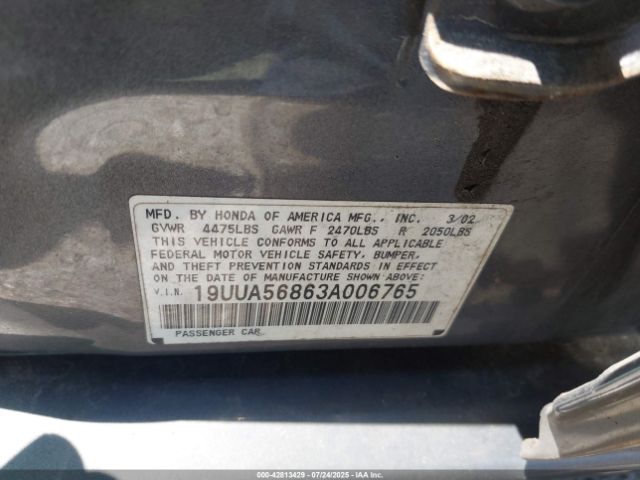 MFD. BY HONDA OF AMERICA MFG., INC. 3/02
GVWR 4475LBS GAWR F 2470LBS R 2050LBS
THIS VEHICLE CONFORMS TO ALL APPLICABLE
FEDERAL MOTOR VEHICLE SAFETY, BUMPER,
AND THEFT PREVENTION STANDARDS IN EFFECT
ON THE DATE OF MANUFACTURE SHOWN ABOVE.
V.I.N. 19UUA56863A006765
PASSENGER CAR
000-42813429 - 07/24/2025 - IAAI.COM